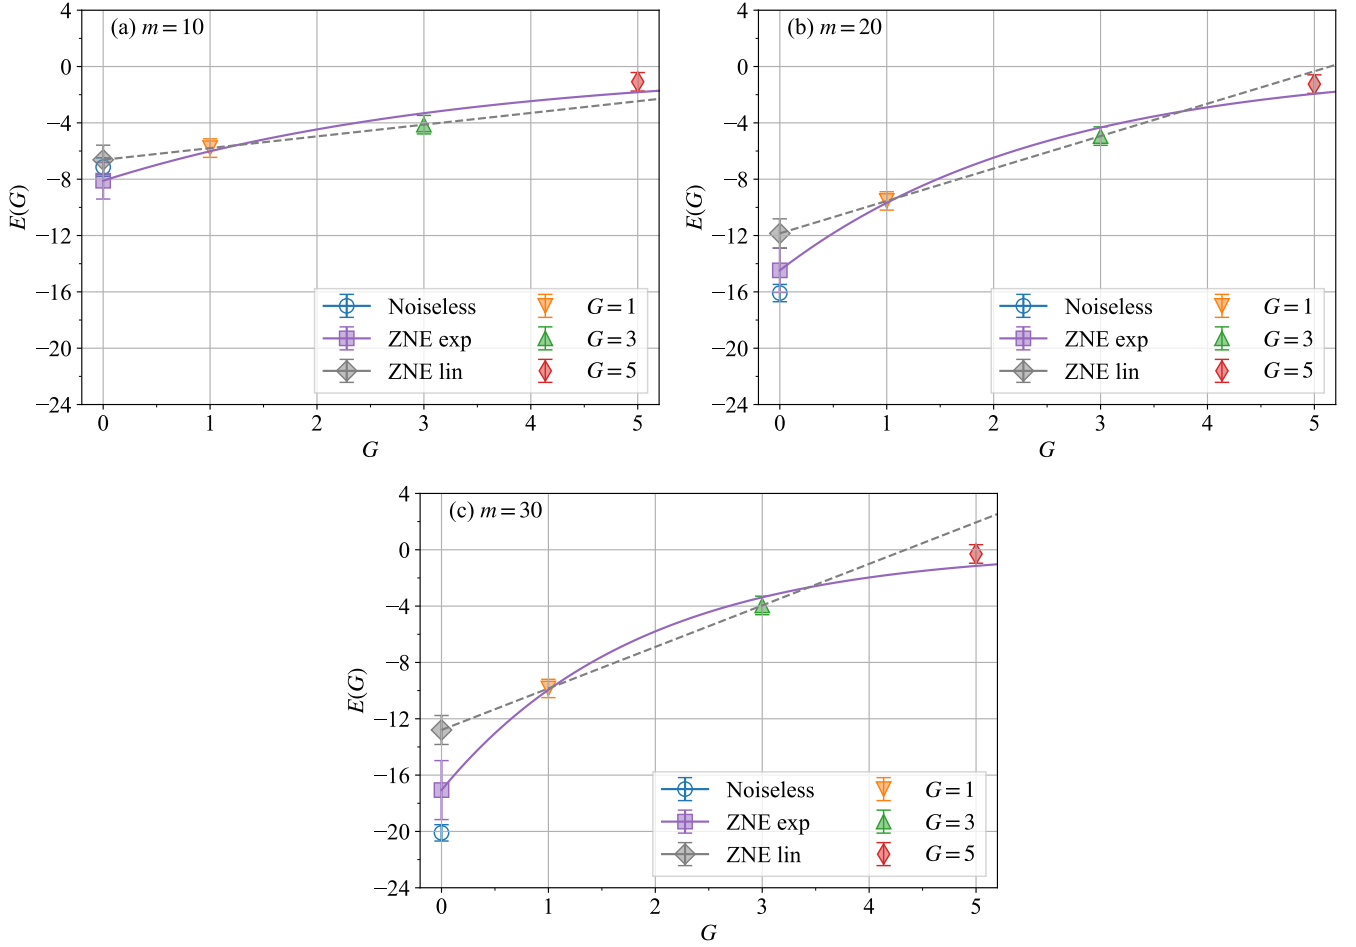 (a) m = 10
4
0
−4
−8
−12
−16
−20
−24
E(G)
0 1 2 3 4 5
G
Noiseless
ZNE exp
ZNE lin
G = 1
G = 3
G = 5
(b) m = 20
4
0
−4
−8
−12
−16
−20
−24
E(G)
0 1 2 3 4 5
G
Noiseless
ZNE exp
ZNE lin
G = 1
G = 3
G = 5
(c) m = 30
4
0
−4
−8
−12
−16
−20
−24
E(G)
0 1 2 3 4 5
G
Noiseless
ZNE exp
ZNE lin
G = 1
G = 3
G = 5